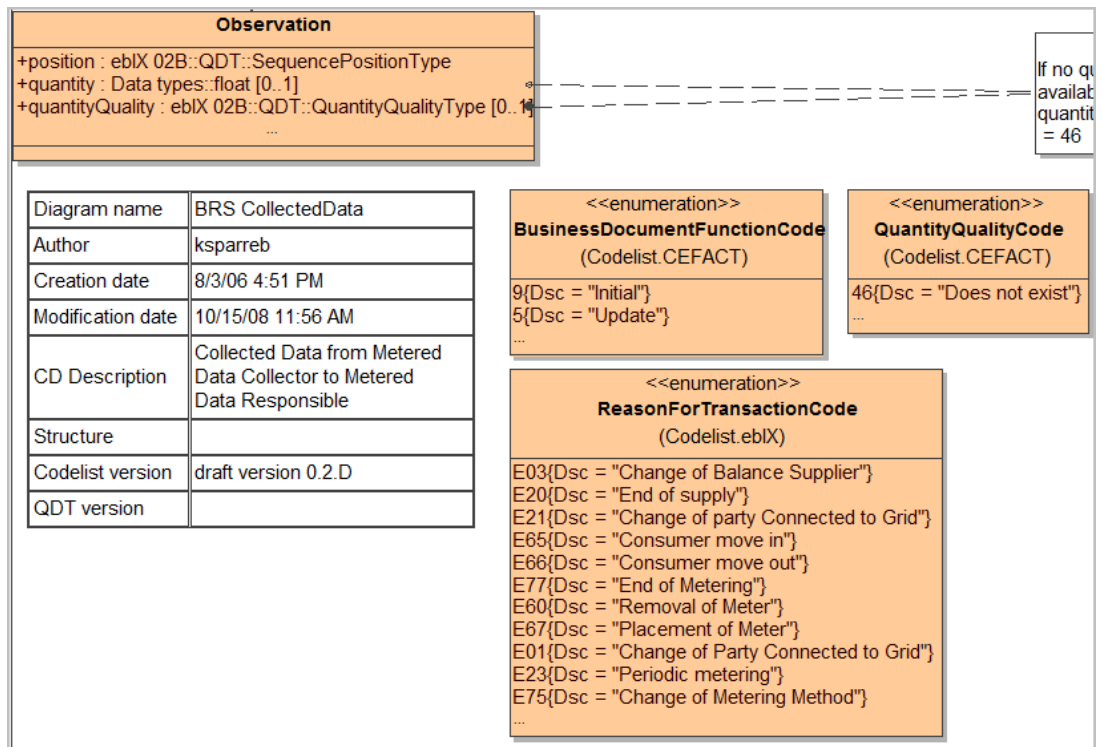 Observation
+position : ebIX 02B::QDT::SequencePositionType
+quantity : Data types::float [0..1]
+quantityQuality : ebIX 02B::QDT::QuantityQualityType [0..1]
...
If no
= 46
Diagram name BRS CollectedData
Author ksparreb
Creation date 8/3/06 4:51 PM
Modification date 10/15/08 11:56 AM
CD Description Collected Data from Metered
Data Collector to Metered
Data Responsible
Structure
Codelist version draft version 0.2.D
QDT version
<<enumeration>>
BusinessDocumentFunctionCode
(Codelist.CEFACT)
9{Dsc = "Initial"}
5{Dsc = "Update"}
...
<<enumeration>>
QuantityQualityCode
(Codelist.CEFACT)
46{Dsc = "Does not exist"}
...
<<enumeration>>
ReasonForTransactionCode
(Codelist.ebIX)
E03{Dsc = "Change of Balance Supplier"}
E20{Dsc = "End of supply"}
E21{Dsc = "Change of party Connected to Grid"}
E65{Dsc = "Consumer move in"}
E66{Dsc = "Consumer move out"}
E77{Dsc = "End of Metering"}
E60{Dsc = "Removal of Meter"}
E67{Dsc = "Placement of Meter"}
E01{Dsc = "Change of Party Connected to Grid"}
E23{Dsc = "Periodic metering"}
E75{Dsc = "Change of Metering Method"}
...